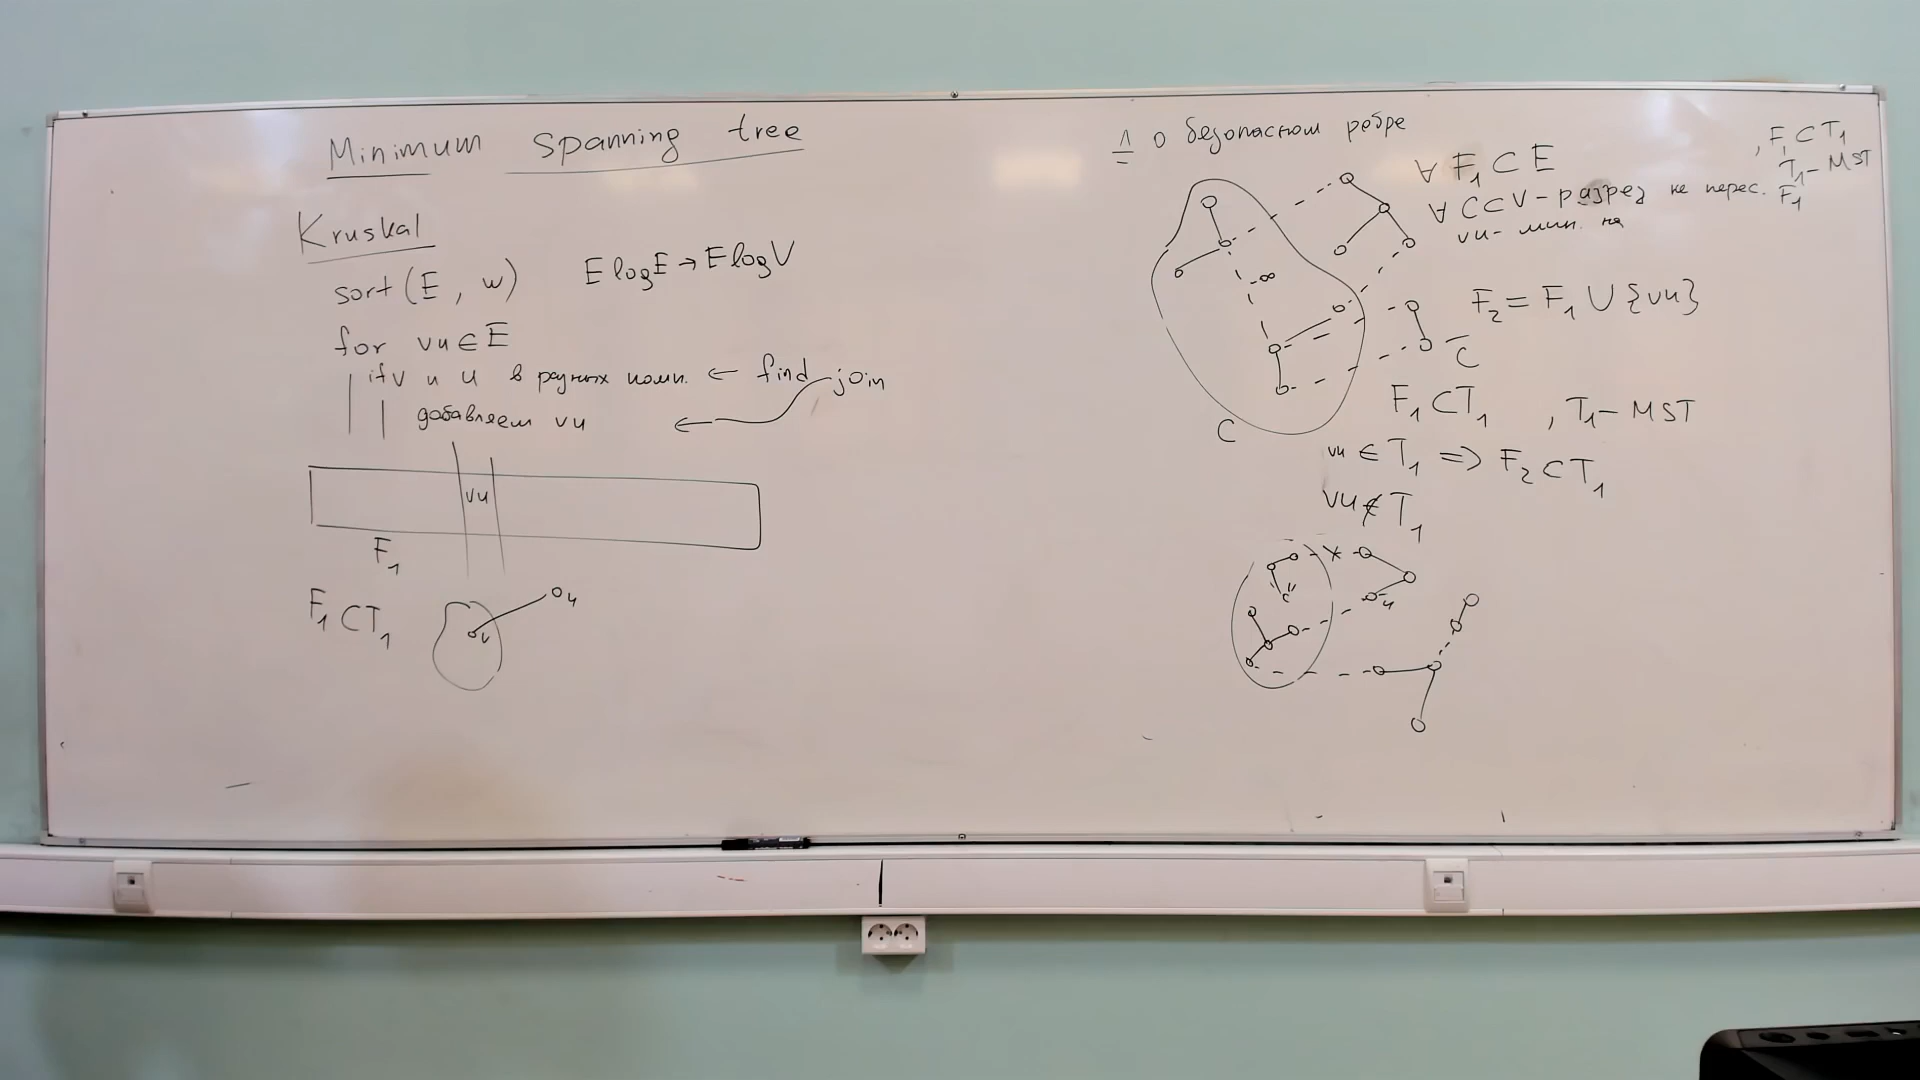 Minimum spanning tree
Kruskal
sort (E, w) E log E → E log V
for vu ∈ E
if v и u в разных комп. ← find join
добавляем vu ←
vu
F₁
F₁ ⊂ T₁
v u
Л о безопасном ребре
∀ F₁ ⊂ E , F₁ ⊂ T₁
T₁ - MST
∀ C ⊂ V - разрез не перес. F₁
vu - мин. на
-∞
F₂ = F₁ ∪ {vu}
C̅
C
F₁ ⊂ T₁ , T₁ - MST
vu ∈ T₁ ⇒ F₂ ⊂ T₁
vu ∉ T₁
u